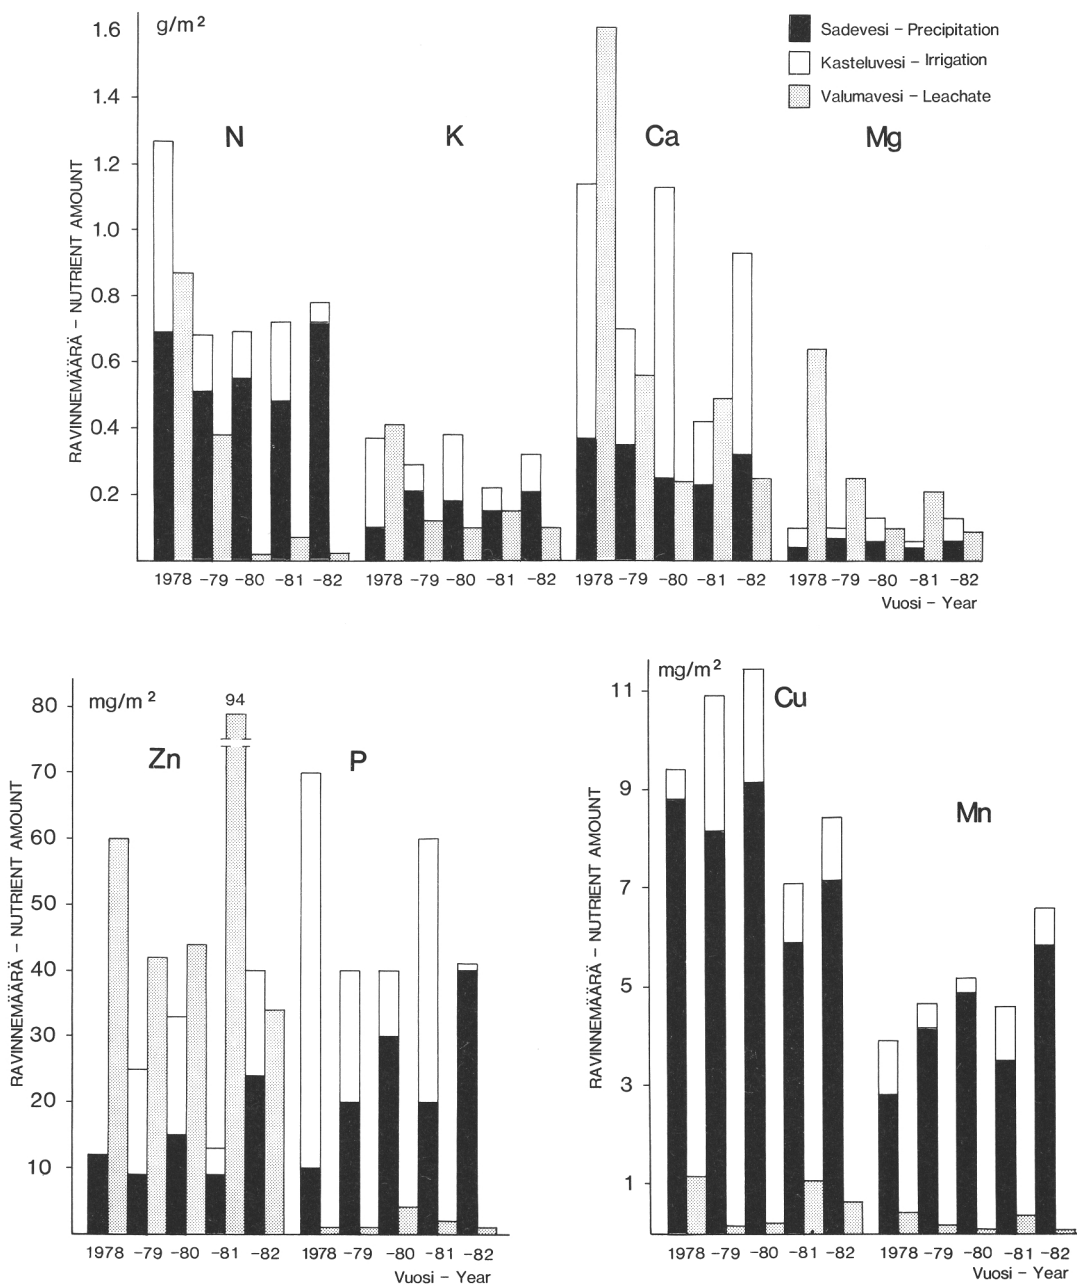 g/m²
Sadevesi – Precipitation
Kasteluvesi – Irrigation
Valumavesi – Leachate
RAVINNEMÄÄRÄ – NUTRIENT AMOUNT
1.6
1.4
1.2
1.0
0.8
0.6
0.4
0.2
N K Ca Mg
1978 –79 –80 –81 –82 1978 –79 –80 –81 –82 1978 –79 –80 –81 –82 1978 –79 –80 –81 –82
Vuosi – Year
mg/m²
94
Zn P
RAVINNEMÄÄRÄ – NUTRIENT AMOUNT
80
70
60
50
40
30
20
10
1978 –79 –80 –81 –82 1978 –79 –80 –81 –82
Vuosi – Year
mg/m²
Cu
Mn
RAVINNEMÄÄRÄ – NUTRIENT AMOUNT
11
9
7
5
3
1
1978 –79 –80 –81 –82 1978 –79 –80 –81 –82
Vuosi – Year